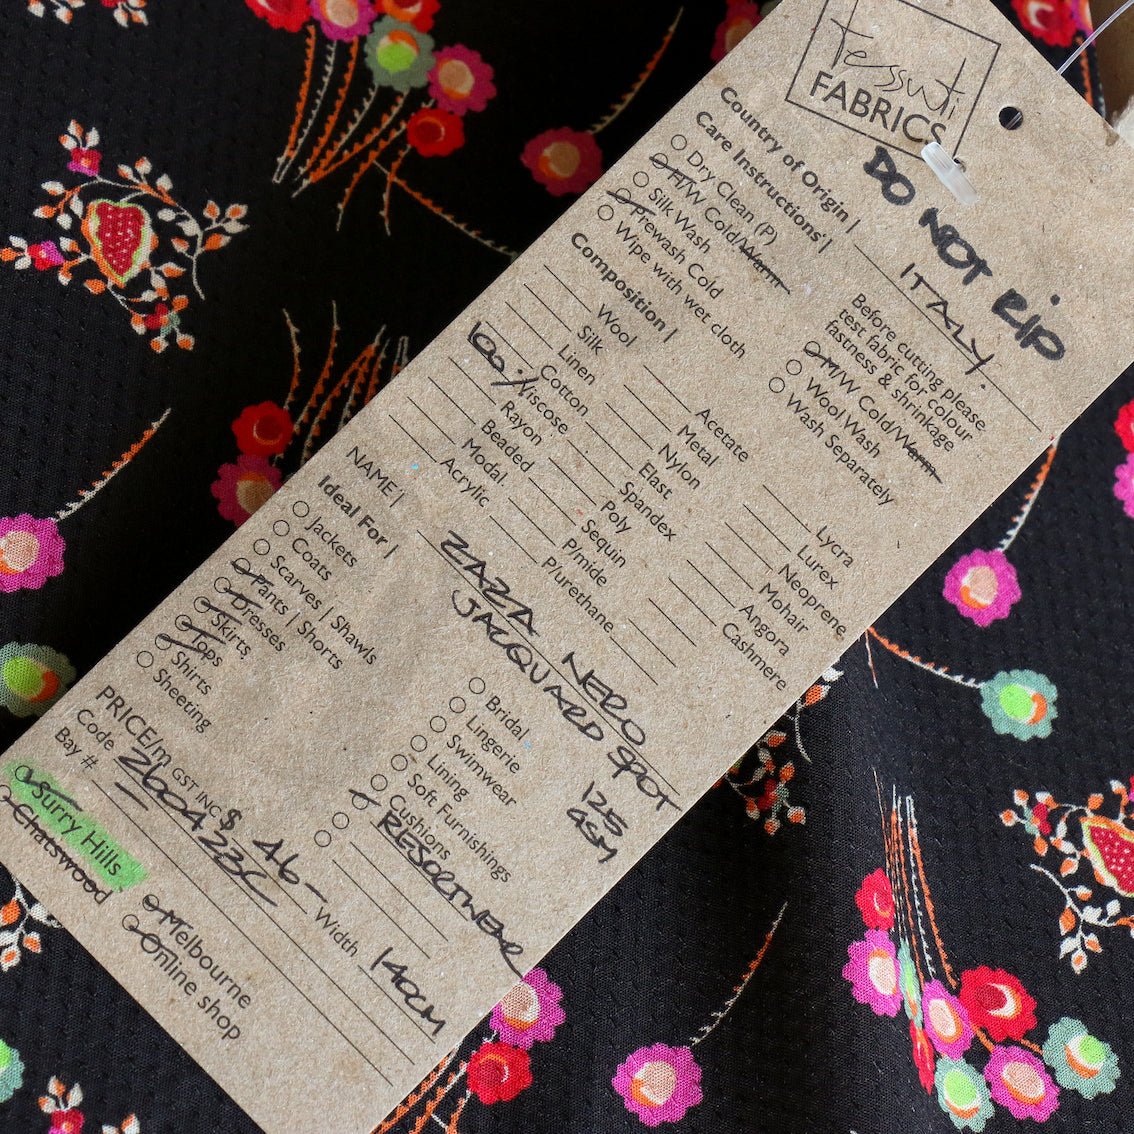 Tessuti
FABRICS
DO NOT RIP
Country of Origin | ITALY.
Care Instructions |
Dry Clean (P)
H/W Cold/Warm
Silk Wash
Prewash Cold
Wipe with wet cloth
Before cutting please
test fabric for colour
fastness & shrinkage
M/W Cold/Warm
Wool Wash
Wash Separately
Composition |
Wool
Silk
Linen
Cotton
100% Viscose
Rayon
Beaded
Modal
Acrylic
Acetate
Metal
Nylon
Elast
Spandex
Poly
Sequin
P/mide
P/urethane
Lycra
Lurex
Neoprene
Mohair
Angora
Cashmere
NAME | ZAZA NERO
JACQUARD SPOT
125
GSM
Ideal For |
Jackets
Coats
Scarves | Shawls
Pants | Shorts
Dresses
Skirts
Tops
Shirts
Sheeting
Bridal
Lingerie
Swimwear
Lining
Soft Furnishings
Cushions
RESORTWEAR
PRICE/m GST INC $ 46- Width 140CM
Code 2600423C
Bay #
Surry Hills
Chatswood
Melbourne
Online shop